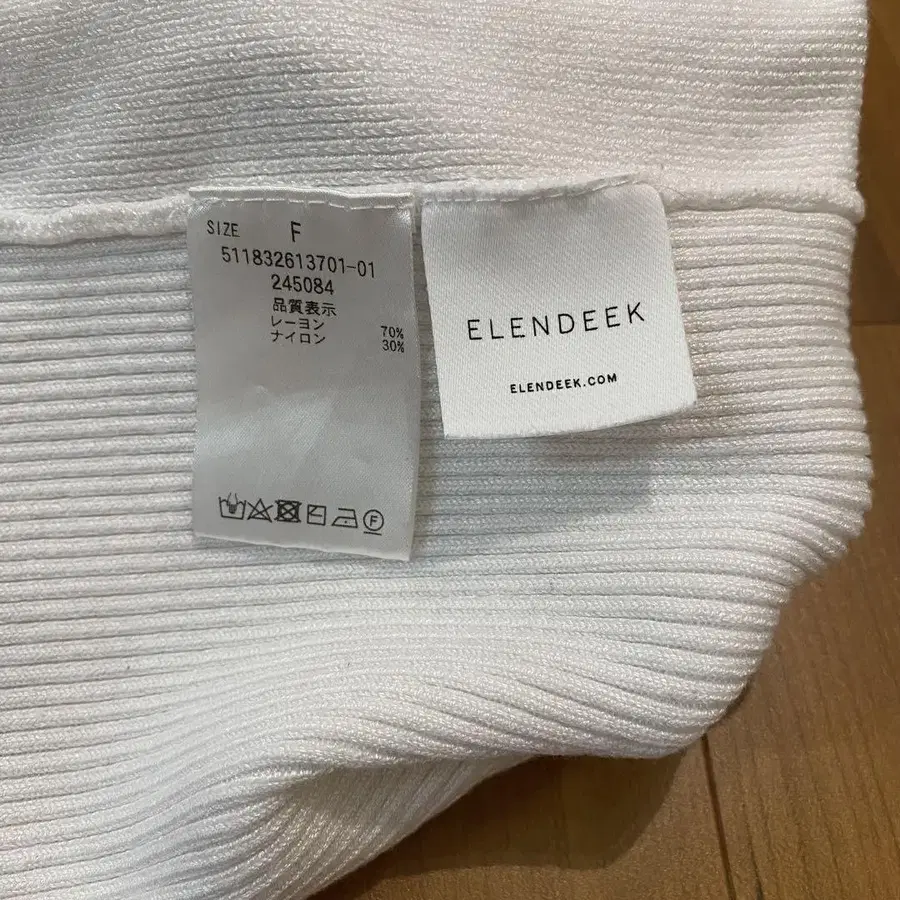 SIZE F
511832613701-01
245084
品質表示
レーヨン 70%
ナイロン 30%
F
ELENDEEK
ELENDEEK.COM